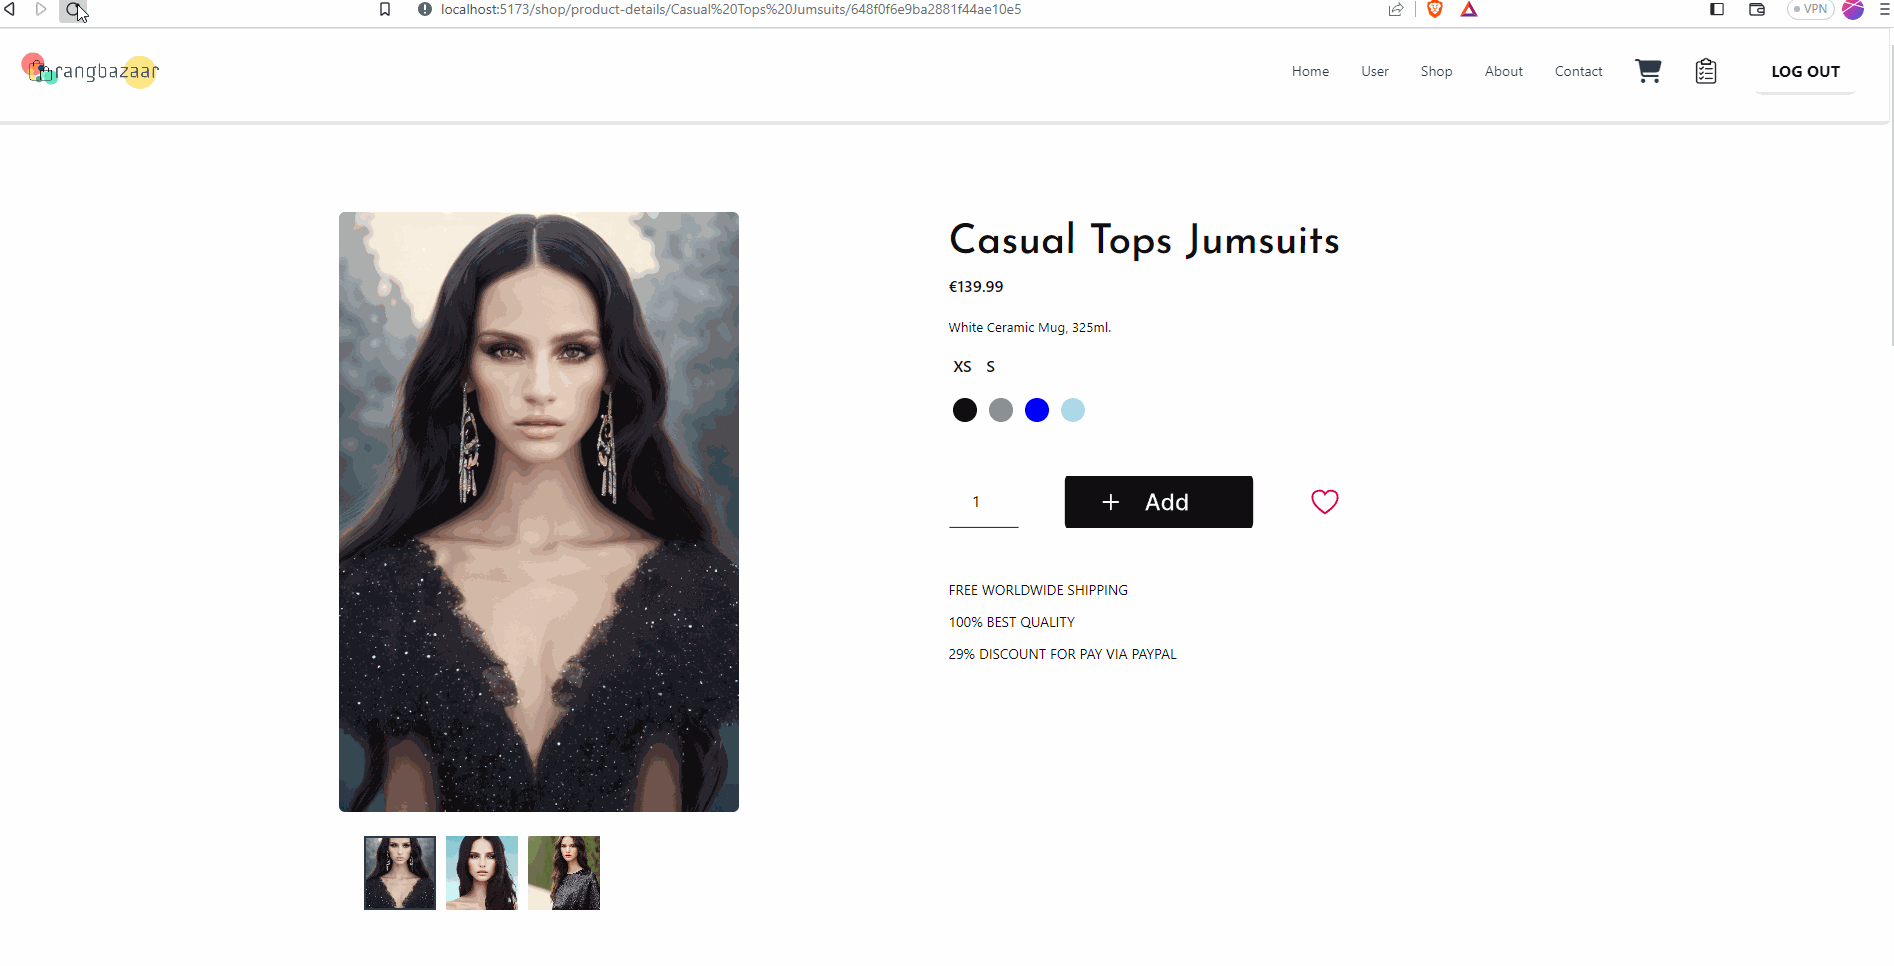 localhost:5173/shop/product-details/Casual%20Tops%20Jumsuits/648f0f6e9ba2881f44ae10e5
VPN
rangbazaar
Home User Shop About Contact LOG OUT
Casual Tops Jumsuits
€139.99
White Ceramic Mug, 325ml.
XS S
1 + Add
FREE WORLDWIDE SHIPPING
100% BEST QUALITY
29% DISCOUNT FOR PAY VIA PAYPAL